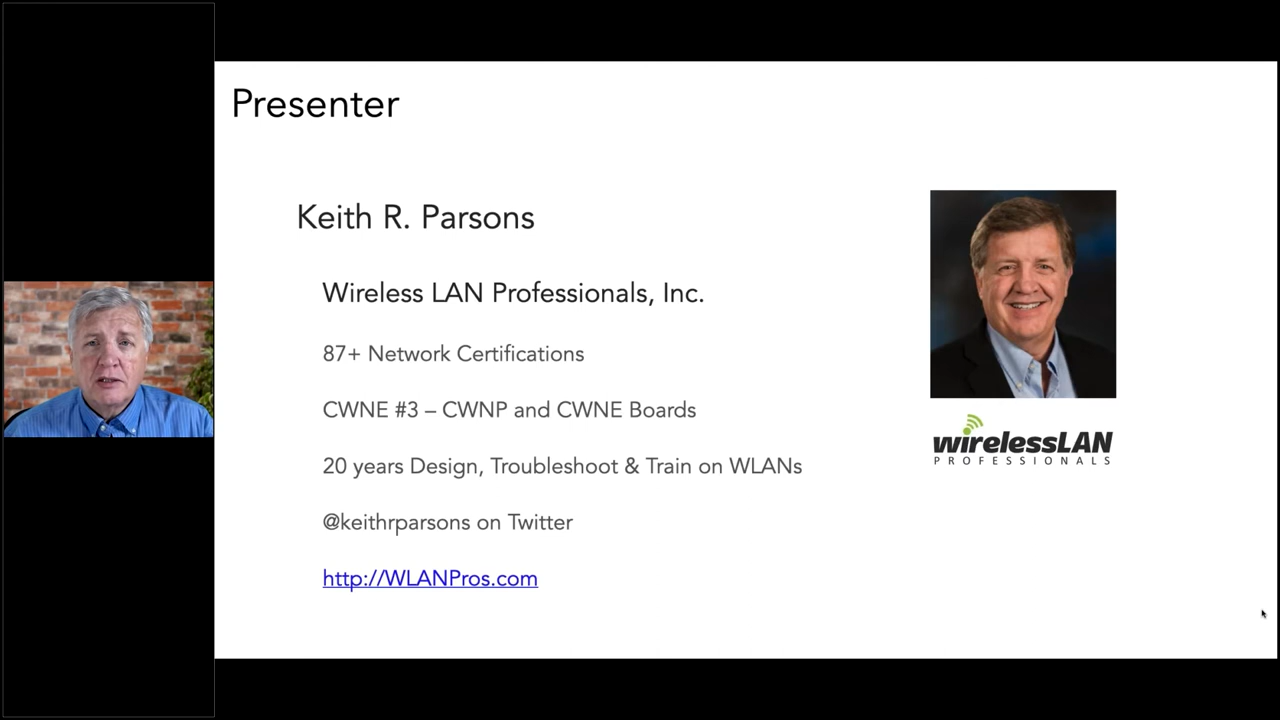 Presenter
Keith R. Parsons
Wireless LAN Professionals, Inc.
87+ Network Certifications
CWNE #3 – CWNP and CWNE Boards
20 years Design, Troubleshoot & Train on WLANs
@keithrparsons on Twitter
http://WLANPros.com
wirelessLAN
PROFESSIONALS